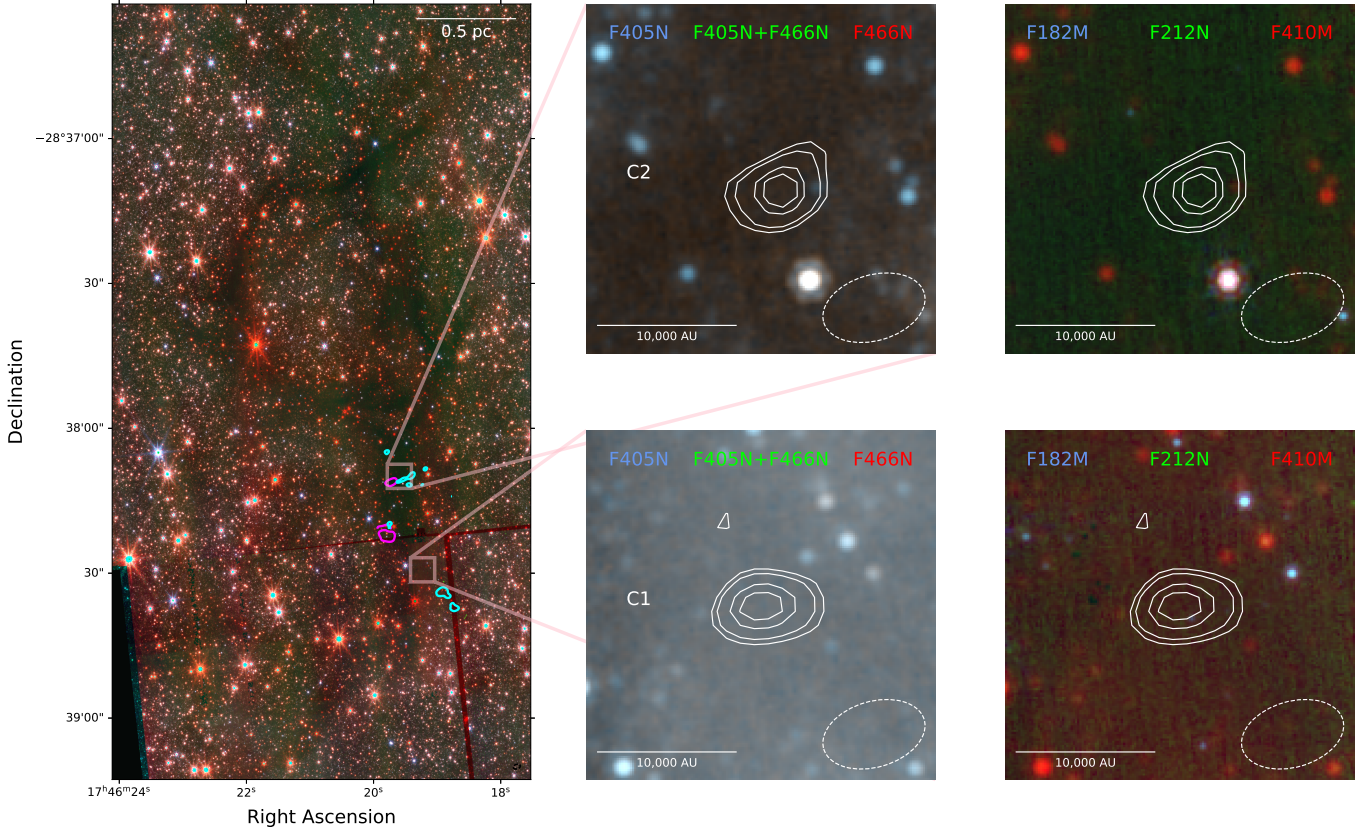 0.5 pc
−28°37'00"
30"
38'00"
30"
39'00"
Declination
17ʰ46ᵐ24ˢ
22ˢ
20ˢ
18ˢ
Right Ascension
F405N F405N+F466N F466N
C2
10,000 AU
F182M F212N F410M
10,000 AU
F405N F405N+F466N F466N
C1
10,000 AU
F182M F212N F410M
10,000 AU